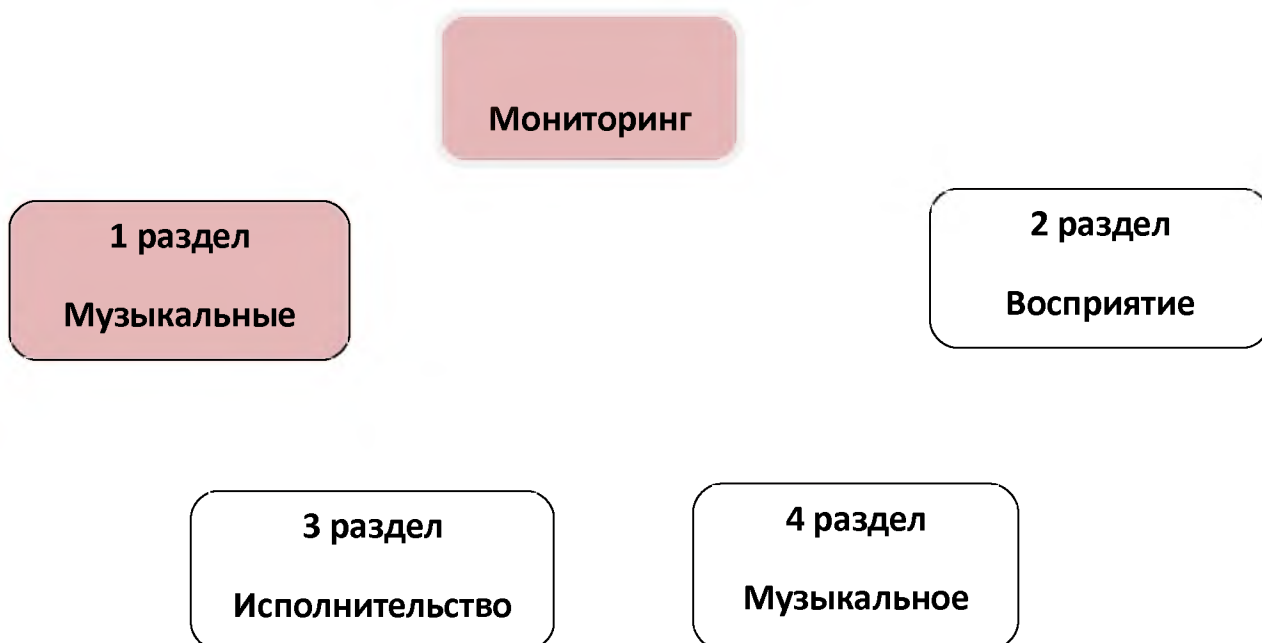 Мониторинг
1 раздел
Музыкальные
2 раздел
Восприятие
3 раздел
Исполнительство
4 раздел
Музыкальное